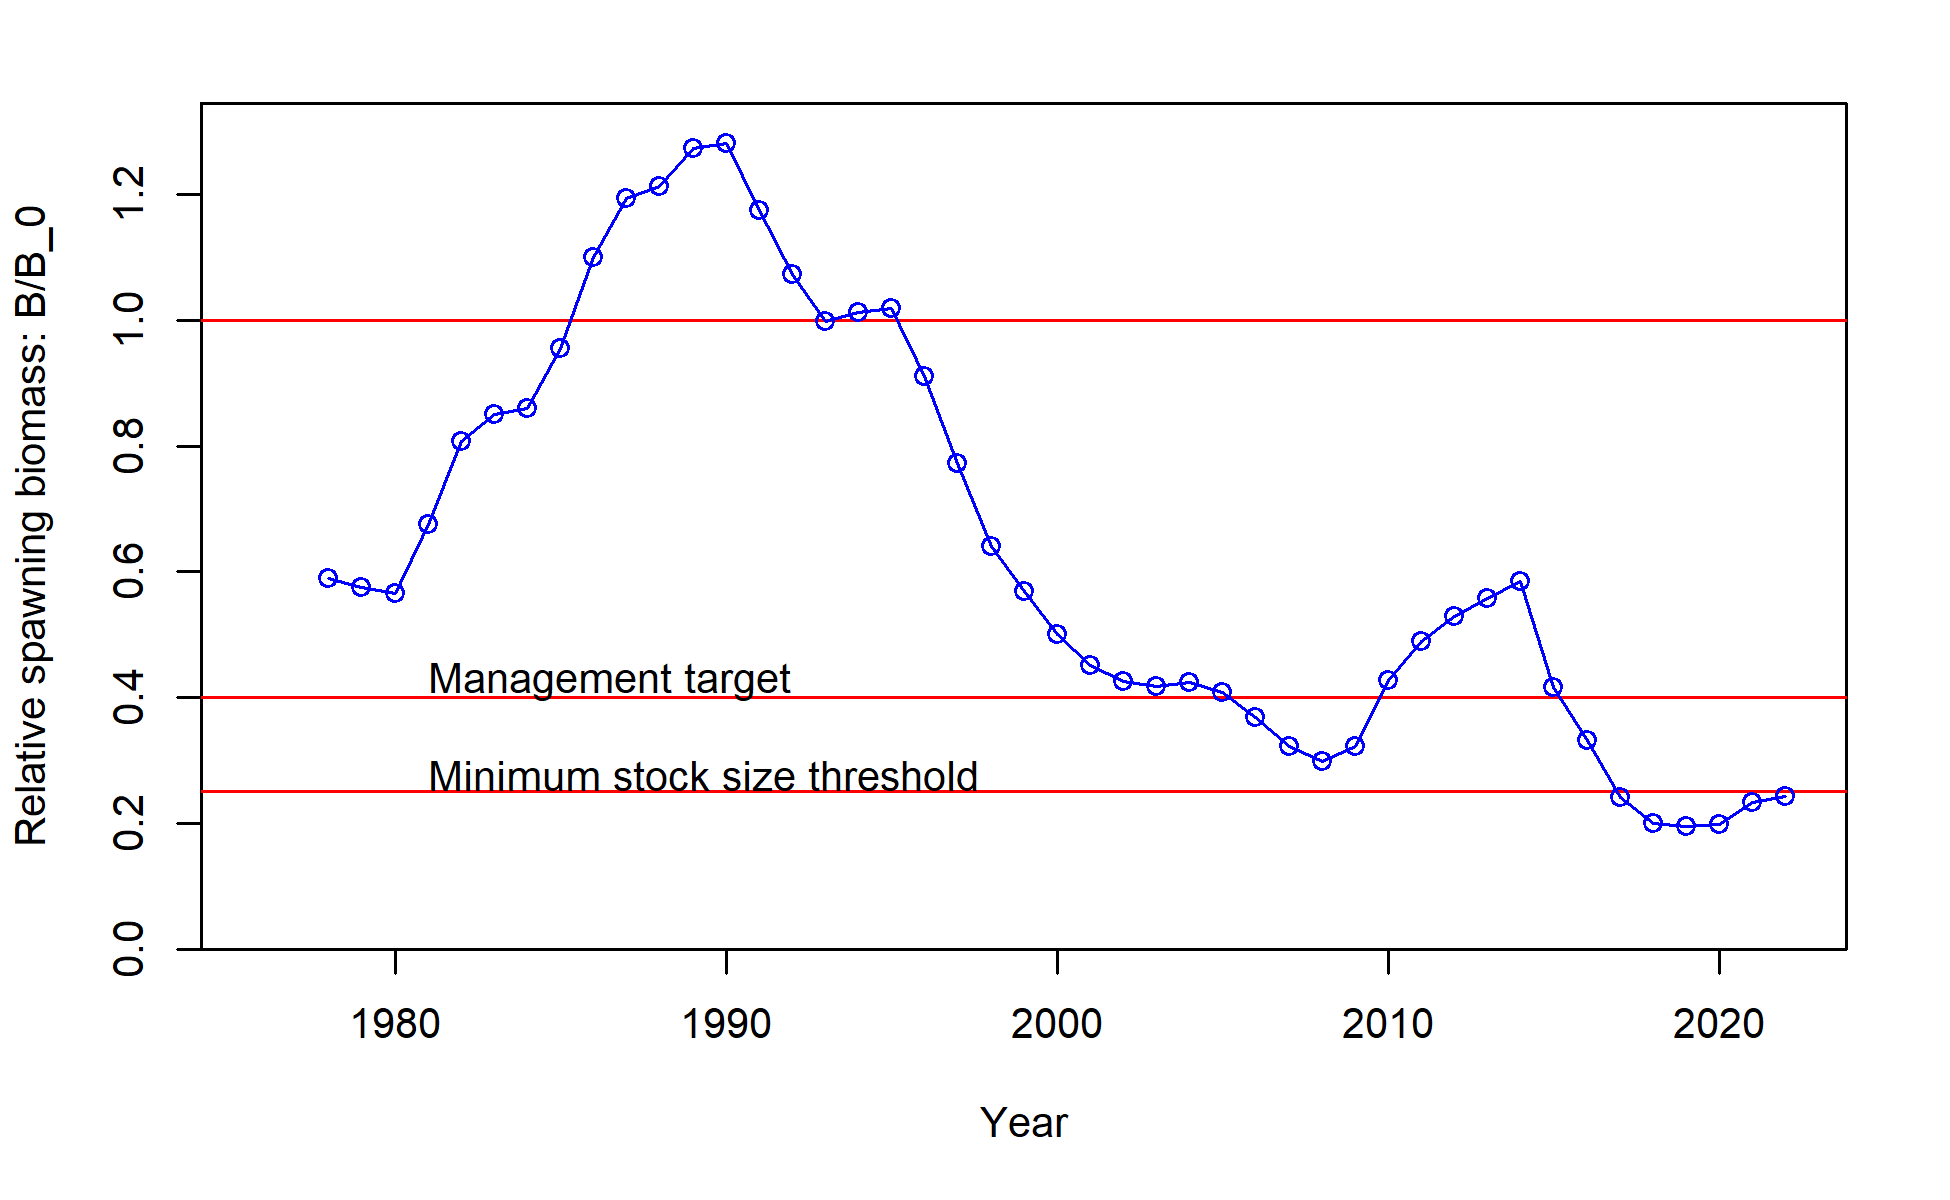 Relative spawning biomass: B/B_0
1.2
1.0
0.8
0.6
0.4
0.2
0.0
Management target
Minimum stock size threshold
1980 1990 2000 2010 2020
Year